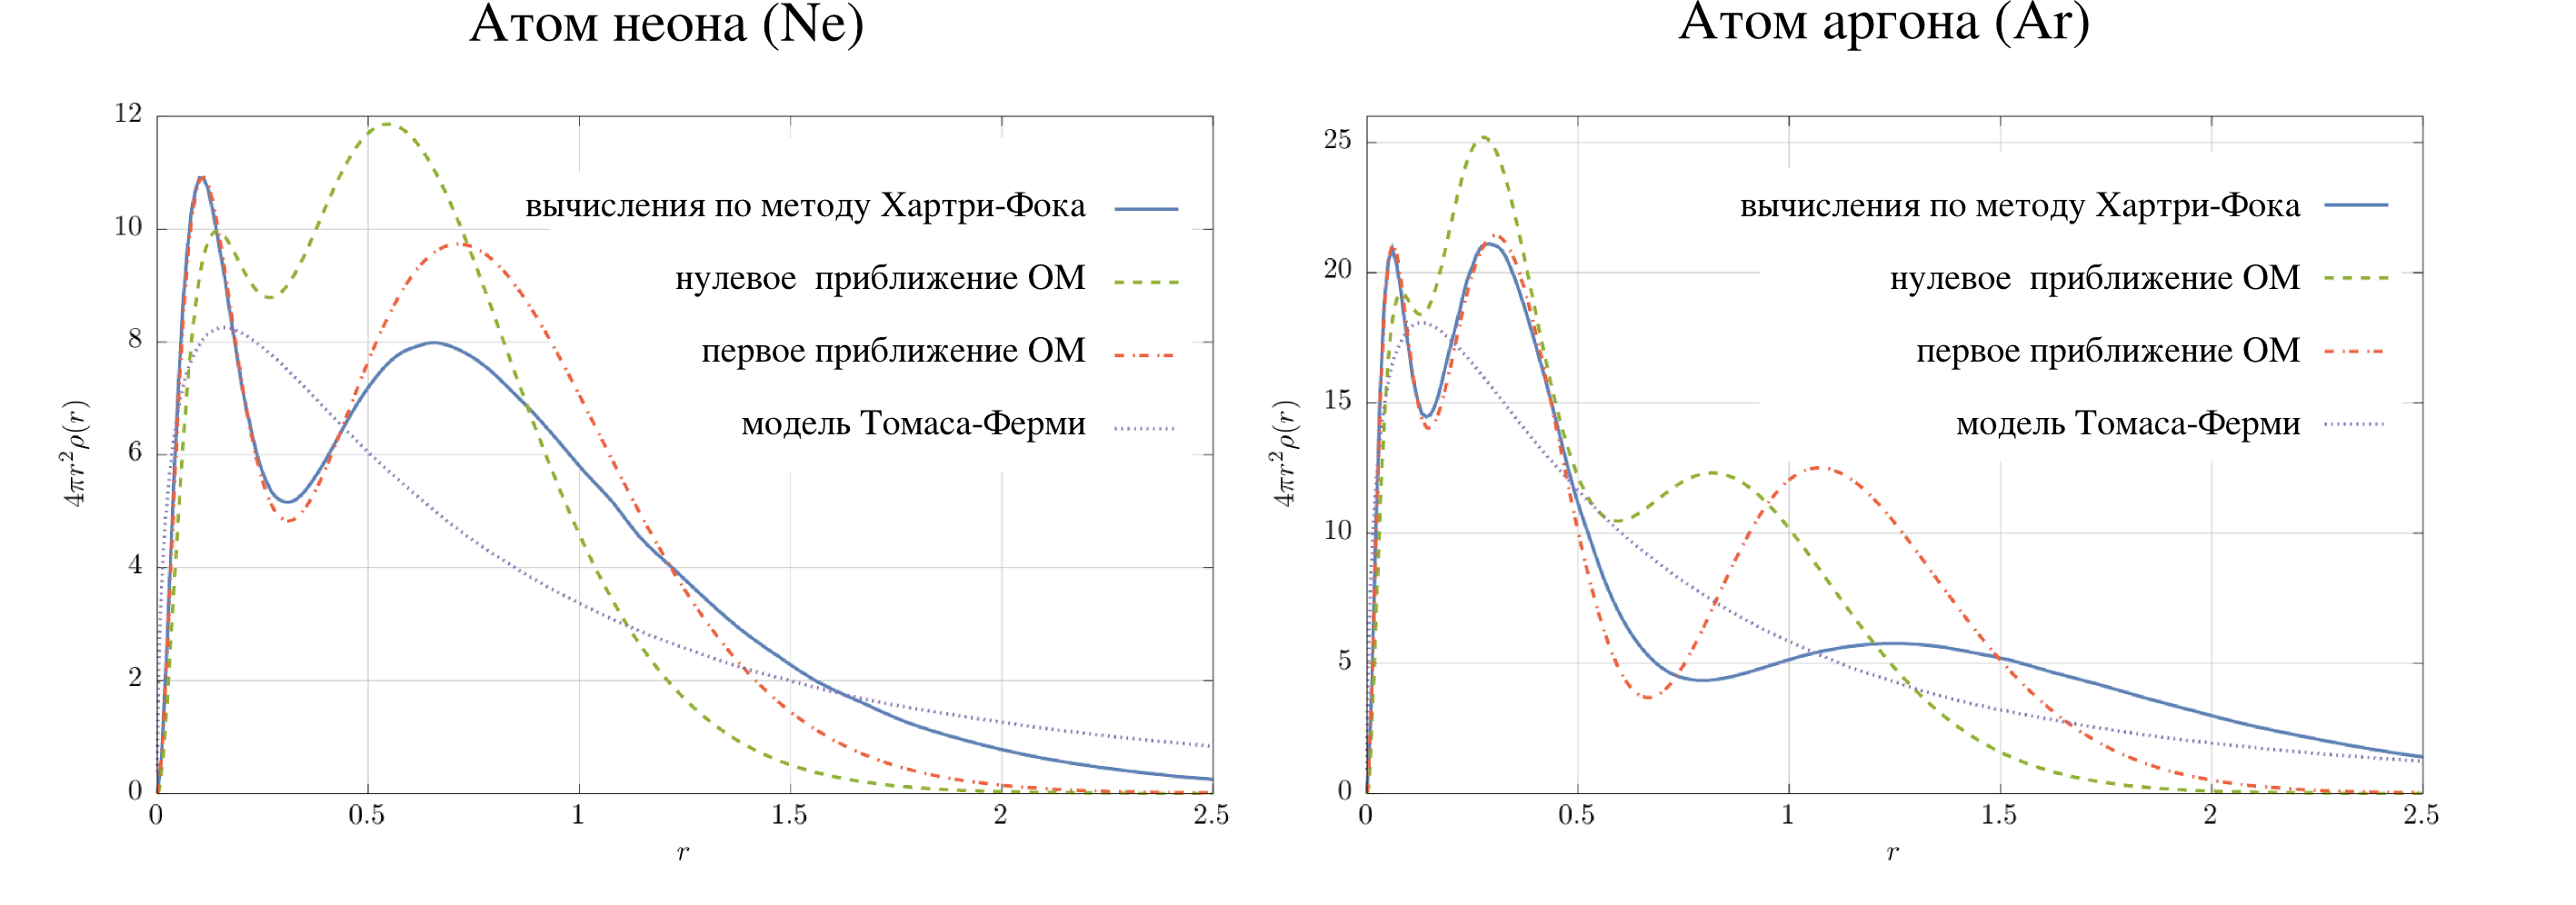 Атом неона (Ne)
12
10
8
6
4
2
0
0
0.5
1
1.5
2
2.5
4πr²ρ(r)
r
вычисления по методу Хартри-Фока
нулевое приближение ОМ
первое приближение ОМ
модель Томаса-Ферми
Атом аргона (Ar)
25
20
15
10
5
0
0
0.5
1
1.5
2
2.5
4πr²ρ(r)
r
вычисления по методу Хартри-Фока
нулевое приближение ОМ
первое приближение ОМ
модель Томаса-Ферми